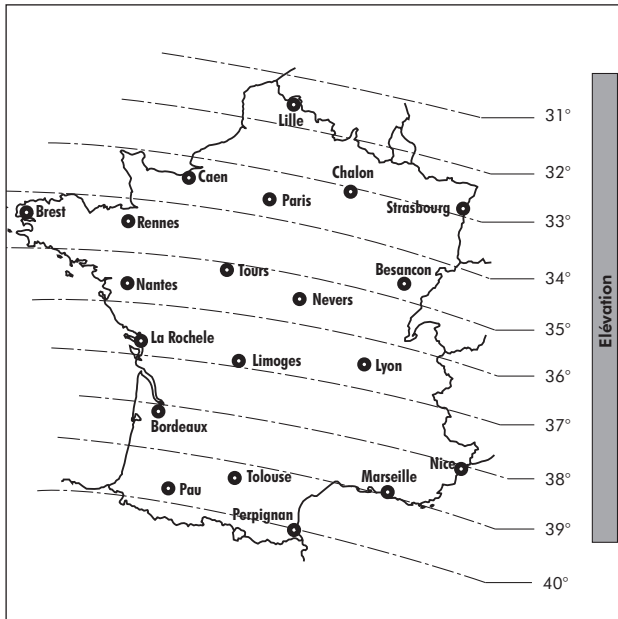 31°
Lille
32°
Caen
Chalon
Paris
Strasbourg
33°
Brest
Rennes
34°
Tours
Besancon
Nantes
Nevers
35°
La Rochele
Limoges
Lyon
36°
37°
Bordeaux
Nice
38°
Tolouse
Marseille
Pau
Perpignan
39°
40°
Elévation